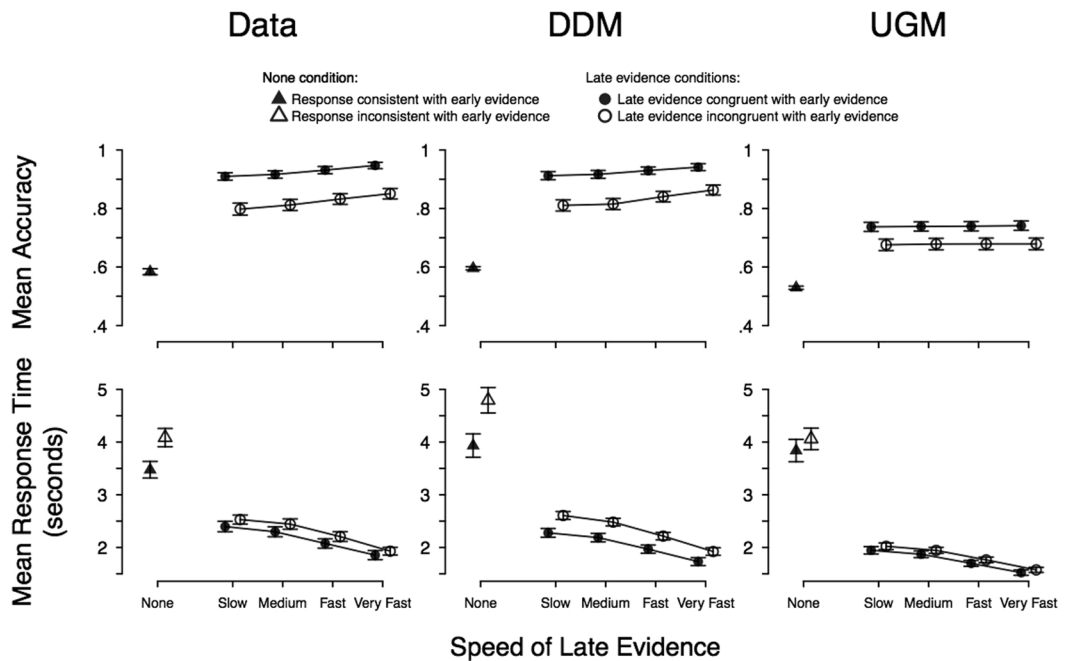 Data DDM UGM
None condition: Late evidence conditions:
Response consistent with early evidence Late evidence congruent with early evidence
Response inconsistent with early evidence Late evidence incongruent with early evidence
Mean Accuracy
1 1 1
.8 .8 .8
.6 .6 .6
.4 .4 .4
Mean Response Time
(seconds)
5 5 5
4 4 4
3 3 3
2 2 2
None Slow Medium Fast Very Fast None Slow Medium Fast Very Fast None Slow Medium Fast Very Fast
Speed of Late Evidence